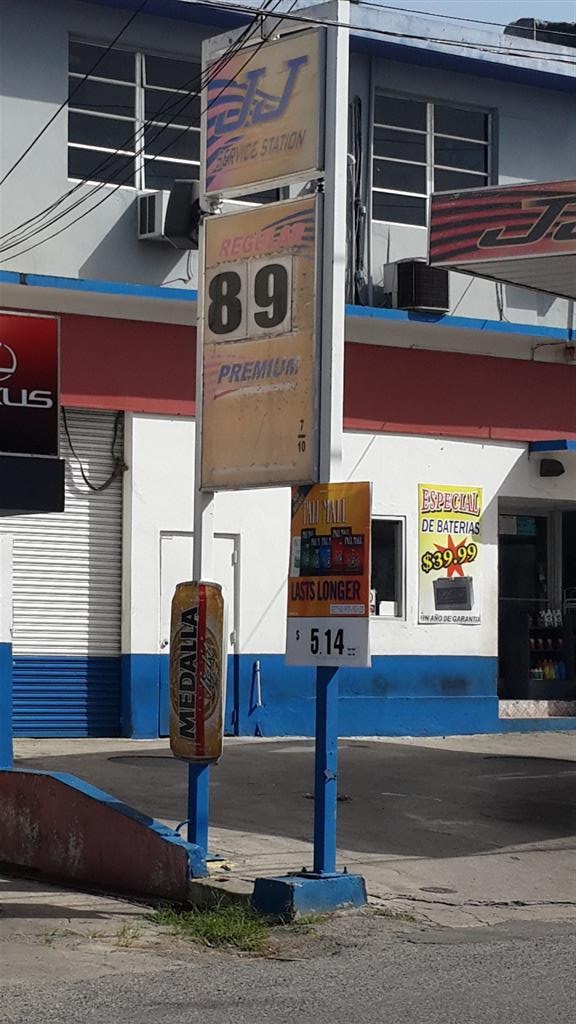 J&J
SERVICE STATION
REGULAR
89
PREMIUM
7
10
PALL MALL
LASTS LONGER
$ 5.14
MEDALLA
Light
ESPECIAL
DE BATERIAS
$39.99
UN AÑO DE GARANTIA